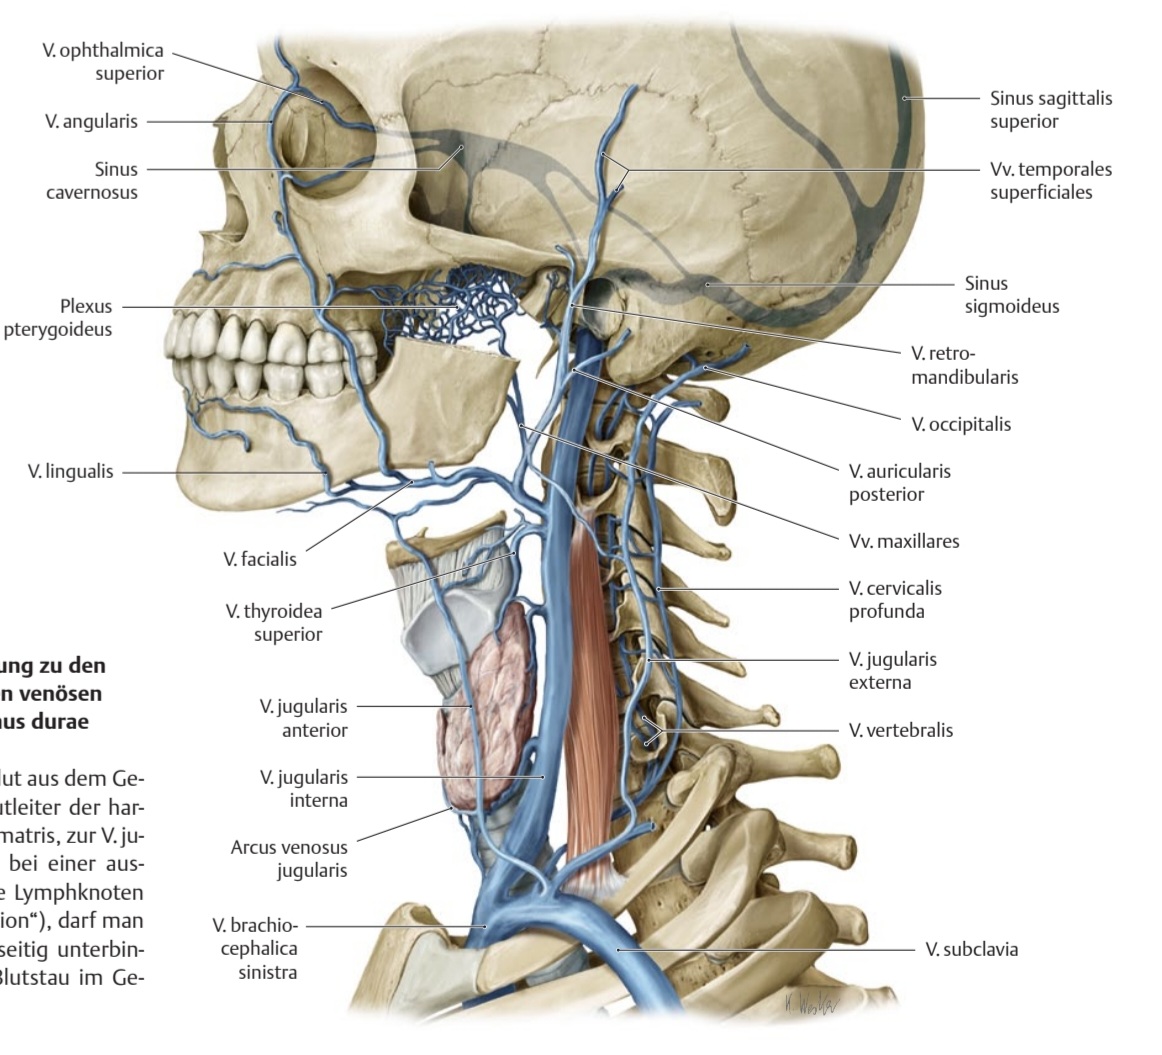 V. ophthalmica
superior
V. angularis
Sinus
cavernosus
Plexus
pterygoideus
V. lingualis
V. facialis
V. thyroidea
superior
V. jugularis
anterior
V. jugularis
interna
Arcus venosus
jugularis
V. brachio-
cephalica
sinistra
Sinus sagittalis
superior
Vv. temporales
superficiales
Sinus
sigmoideus
V. retro-
mandibularis
V. occipitalis
V. auricularis
posterior
Vv. maxillares
V. cervicalis
profunda
V. jugularis
externa
V. vertebralis
V. subclavia
ung zu den
en venösen
nus durae
lut aus dem Ge-
utleiter der har-
matris, zur V. ju-
bei einer aus-
e Lymphknoten
ion“), darf man
seitig unterbin-
Blutstau im Ge-